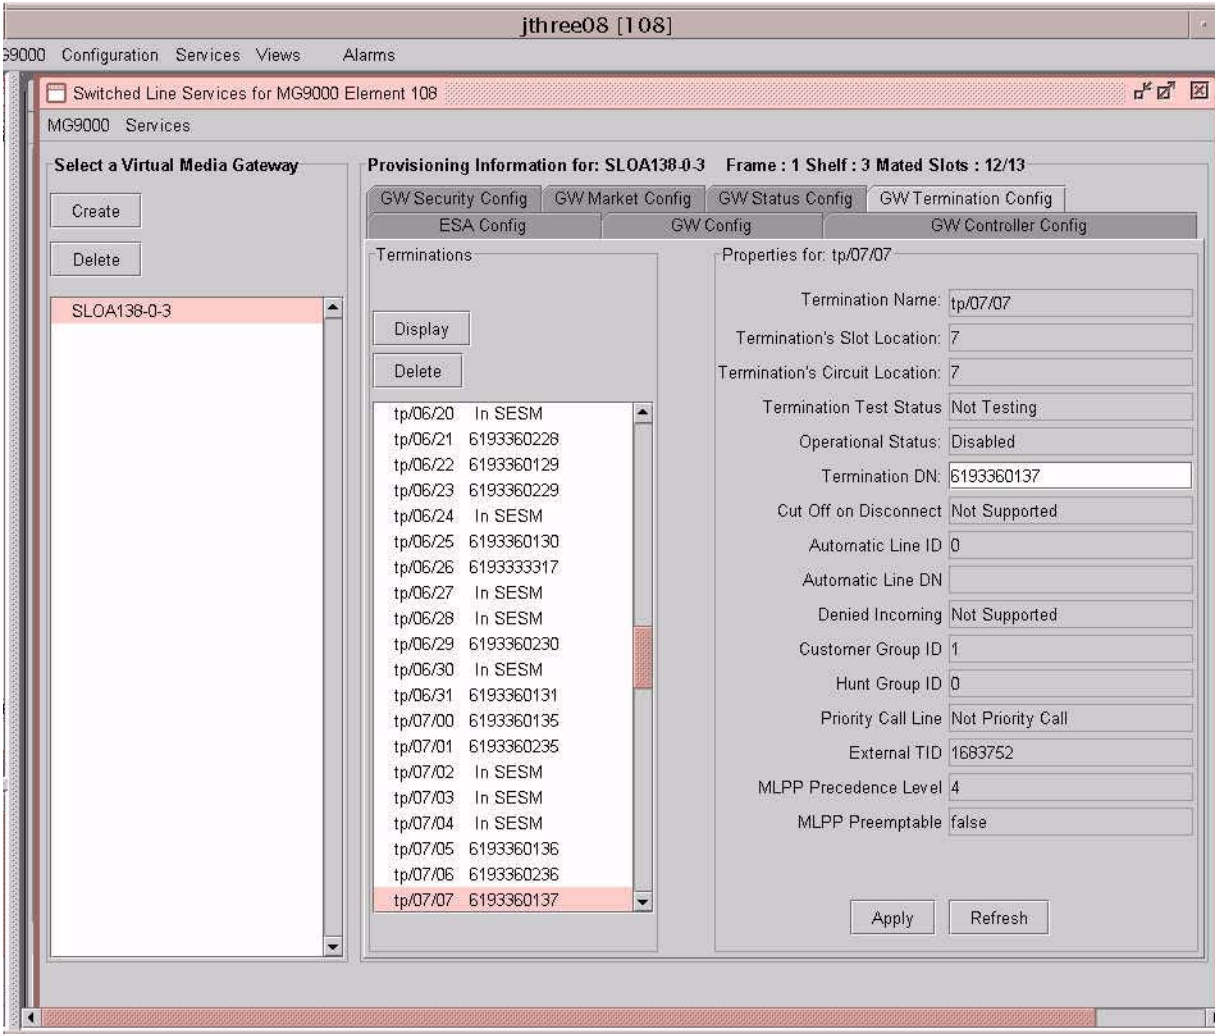 jthree08 [108]
G9000 Configuration Services Views Alarms
Switched Line Services for MG9000 Element 108
MG9000 Services
Select a Virtual Media Gateway
Create
Delete
SLOA138-0-3
Provisioning Information for: SLOA138-0-3 Frame : 1 Shelf : 3 Mated Slots : 12/13
GW Security Config GW Market Config GW Status Config GW Termination Config
ESA Config GW Config GW Controller Config
Terminations
Display
Delete
tp/06/20 In SESM
tp/06/21 6193360228
tp/06/22 6193360129
tp/06/23 6193360229
tp/06/24 In SESM
tp/06/25 6193360130
tp/06/26 6193333317
tp/06/27 In SESM
tp/06/28 In SESM
tp/06/29 6193360230
tp/06/30 In SESM
tp/06/31 6193360131
tp/07/00 6193360135
tp/07/01 6193360235
tp/07/02 In SESM
tp/07/03 In SESM
tp/07/04 In SESM
tp/07/05 6193360136
tp/07/06 6193360236
tp/07/07 6193360137
Properties for: tp/07/07
Termination Name: tp/07/07
Termination's Slot Location: 7
Termination's Circuit Location: 7
Termination Test Status Not Testing
Operational Status: Disabled
Termination DN: 6193360137
Cut Off on Disconnect Not Supported
Automatic Line ID 0
Automatic Line DN
Denied Incoming Not Supported
Customer Group ID 1
Hunt Group ID 0
Priority Call Line Not Priority Call
External TID 1683752
MLPP Precedence Level 4
MLPP Preemptable false
Apply Refresh